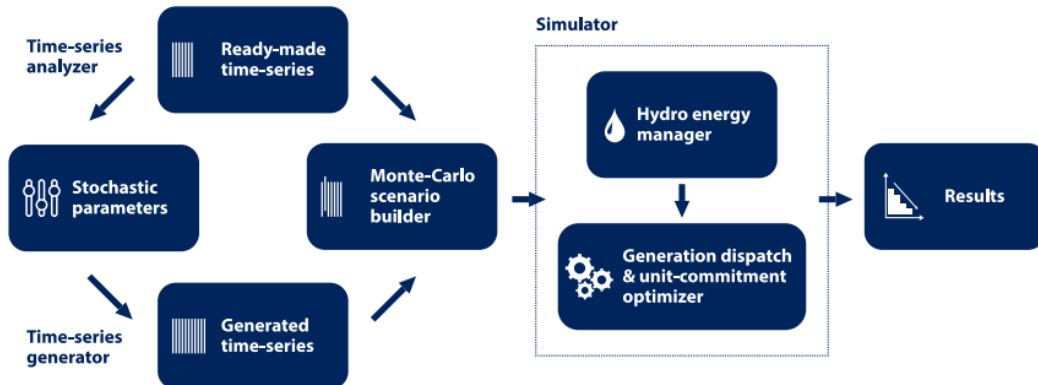 Time-series
analyzer
Ready-made
time-series
Stochastic
parameters
Time-series
generator
Generated
time-series
Monte-Carlo
scenario
builder
Simulator
Hydro energy
manager
Generation dispatch
& unit-commitment
optimizer
Results